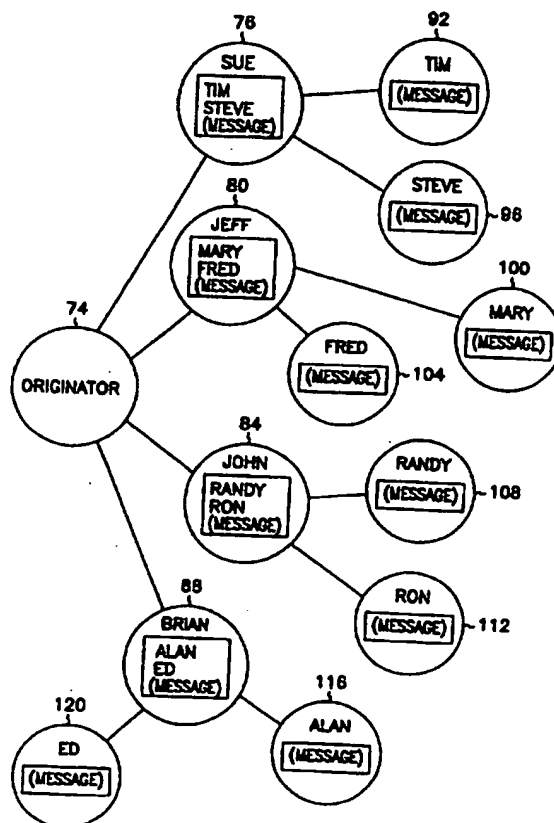 76
SUE
TIM
STEVE
(MESSAGE)
92
TIM
(MESSAGE)
STEVE
(MESSAGE)
96
80
JEFF
MARY
FRED
(MESSAGE)
100
MARY
(MESSAGE)
74
ORIGINATOR
FRED
(MESSAGE)
104
84
JOHN
RANDY
RON
(MESSAGE)
RANDY
(MESSAGE)
108
RON
(MESSAGE)
112
88
BRIAN
ALAN
ED
(MESSAGE)
116
ALAN
(MESSAGE)
120
ED
(MESSAGE)